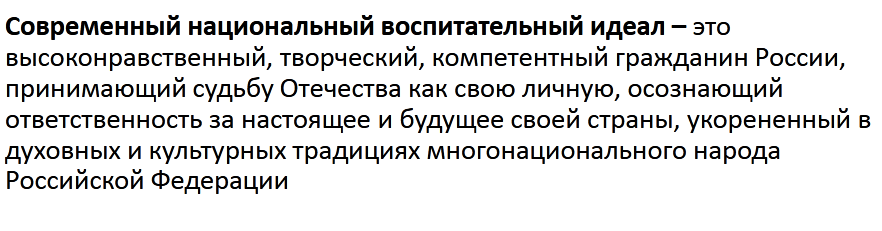 Современный национальный воспитательный идеал – это
высоконравственный, творческий, компетентный гражданин России,
принимающий судьбу Отечества как свою личную, осознающий
ответственность за настоящее и будущее своей страны, укорененный в
духовных и культурных традициях многонационального народа
Российской Федерации